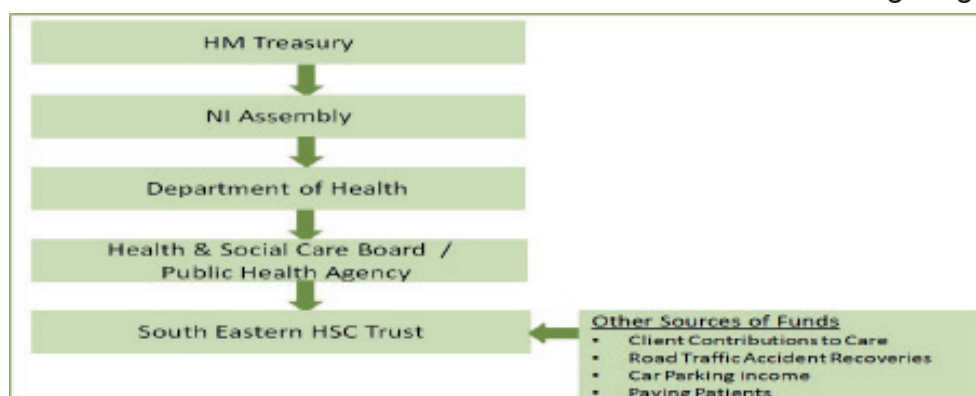 HM Treasury
NI Assembly
Department of Health
Health & Social Care Board /
Public Health Agency
South Eastern HSC Trust
Other Sources of Funds
• Client Contributions to Care
• Road Traffic Accident Recoveries
• Car Parking income
• Paying Patients